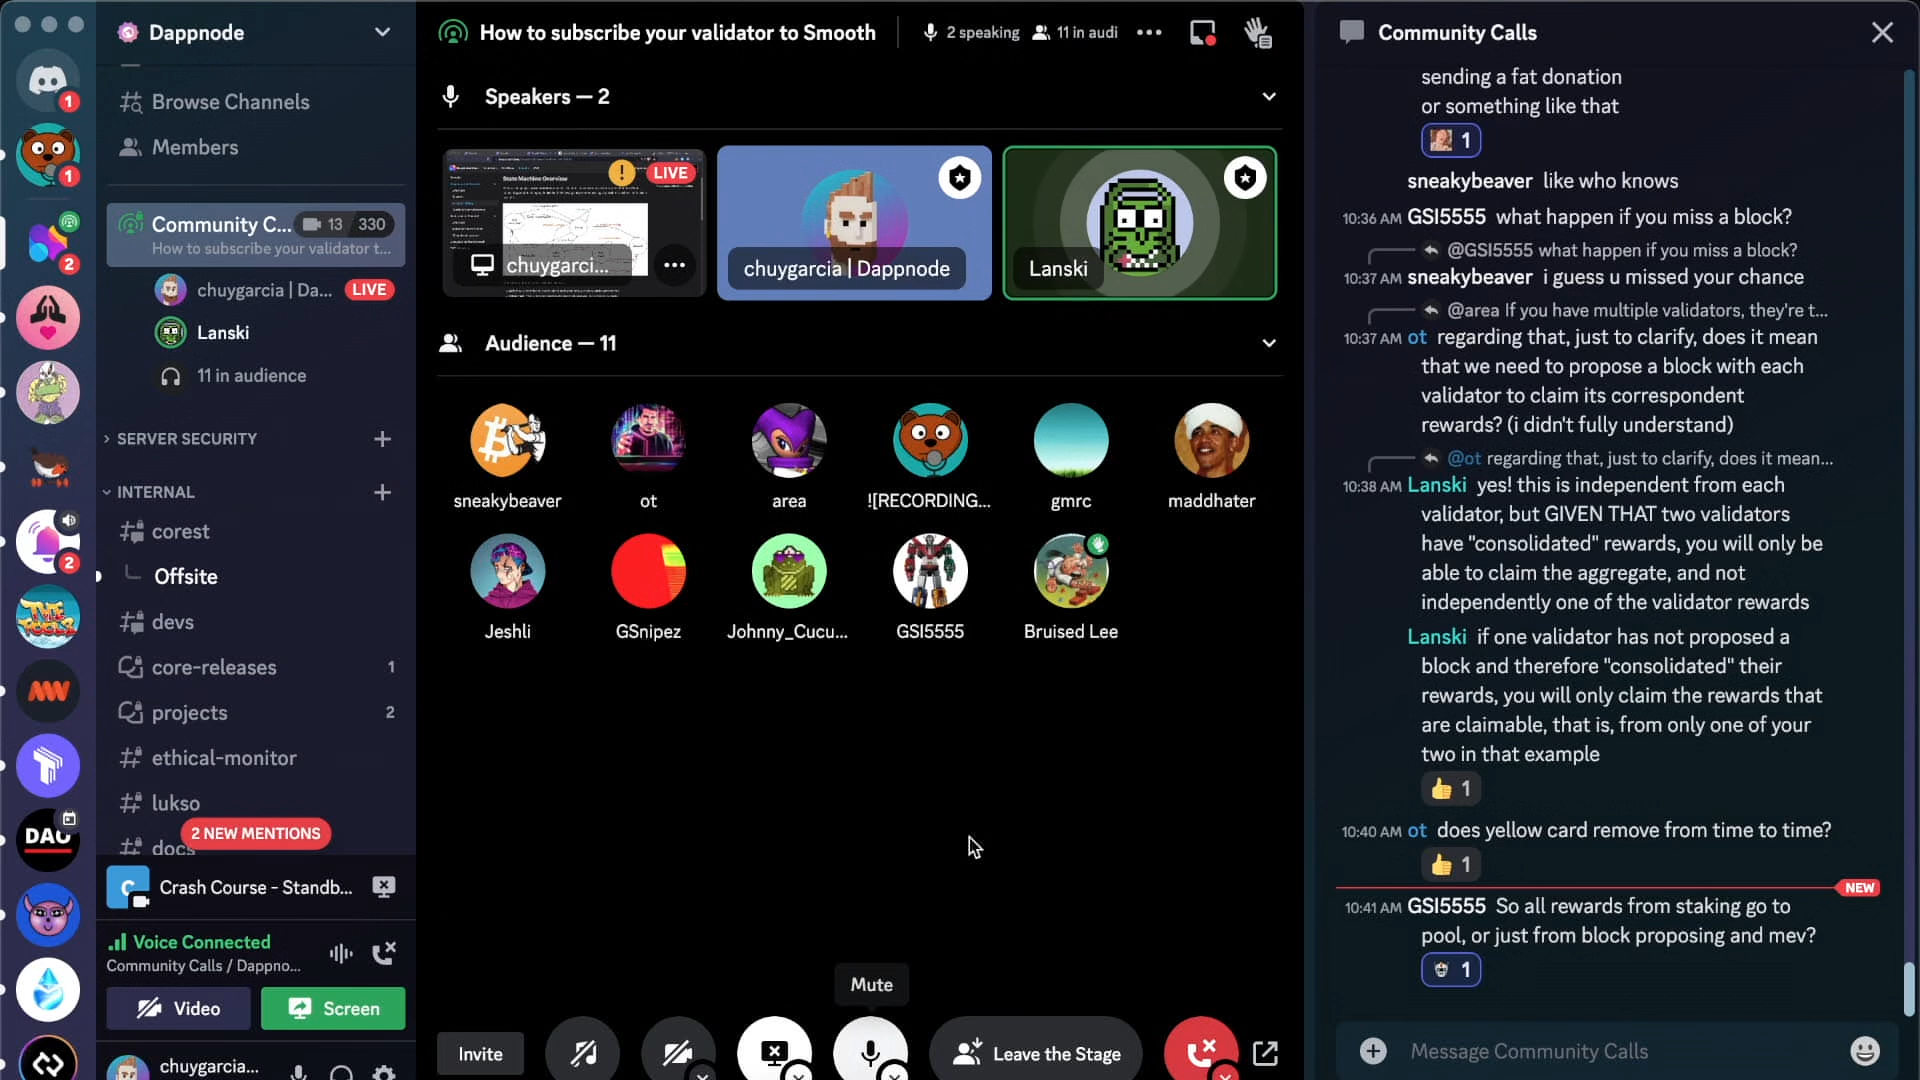 Dappnode
Browse Channels
Members
Community C... 13 330
How to subscribe your validator t...
chuygarcia | Da... LIVE
Lanski
11 in audience
SERVER SECURITY
INTERNAL
corest
Offsite
devs
core-releases 1
projects 2
ethical-monitor
lukso
2 NEW MENTIONS
docs
Crash Course - Standb...
Voice Connected
Community Calls / Dappno...
Video
Screen
chuygarcia...
1
1
2
2
THE POOLZ
DAO
C
How to subscribe your validator to Smooth
2 speaking
11 in audi
Speakers — 2
State Machine Overview
LIVE
chuygarci...
chuygarcia | Dappnode
Lanski
Audience — 11
sneakybeaver
ot
area
![RECORDING...
gmrc
maddhater
Jeshli
GSnipez
Johnny_Cucu...
GSI5555
Bruised Lee
Mute
Invite
Leave the Stage
Community Calls
sending a fat donation
or something like that
1
sneakybeaver like who knows
10:36 AM GSI5555 what happen if you miss a block?
@GSI5555 what happen if you miss a block?
10:37 AM sneakybeaver i guess u missed your chance
@area If you have multiple validators, they're t...
10:37 AM ot regarding that, just to clarify, does it mean
that we need to propose a block with each
validator to claim its correspondent
rewards? (i didn't fully understand)
@ot regarding that, just to clarify, does it mean...
10:38 AM Lanski yes! this is independent from each
validator, but GIVEN THAT two validators
have "consolidated" rewards, you will only be
able to claim the aggregate, and not
independently one of the validator rewards
Lanski if one validator has not proposed a
block and therefore "consolidated" their
rewards, you will only claim the rewards that
are claimable, that is, from only one of your
two in that example
1
10:40 AM ot does yellow card remove from time to time?
1
NEW
10:41 AM GSI5555 So all rewards from staking go to
pool, or just from block proposing and mev?
1
Message Community Calls